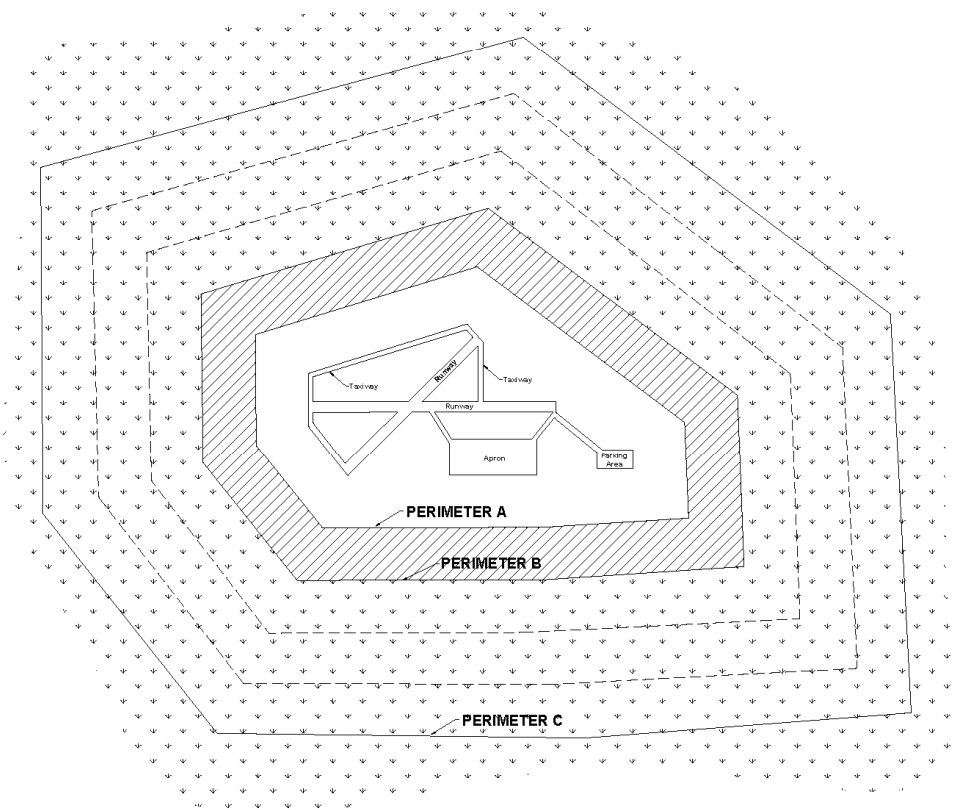 Runway
Taxiway
Taxiway
Runway
Apron
Parking
Area
PERIMETER A
PERIMETER B
PERIMETER C